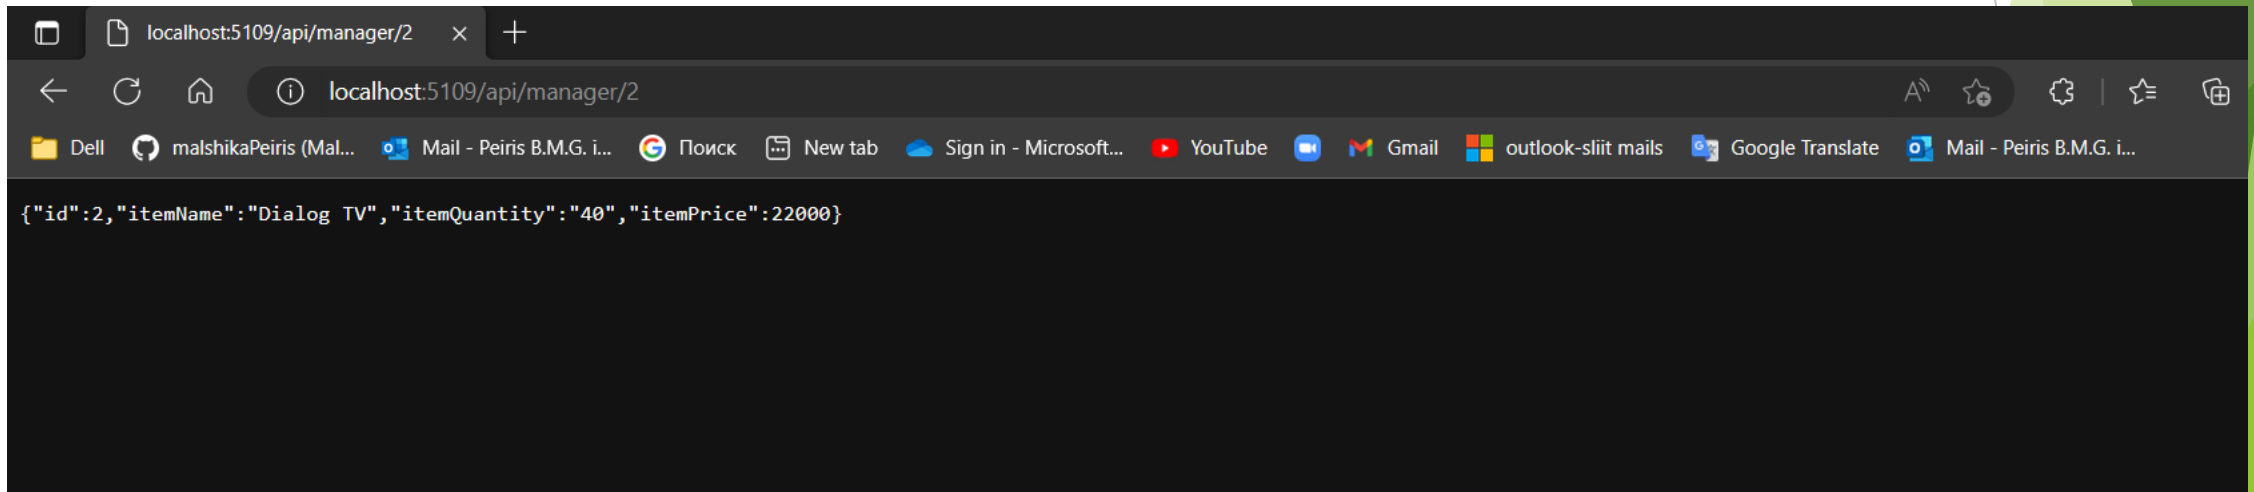 localhost:5109/api/manager/2
localhost:5109/api/manager/2
Dell malshikaPeiris (Mal... Mail - Peiris B.M.G. i... Поиск New tab Sign in - Microsoft... YouTube Gmail outlook-sliit mails Google Translate Mail - Peiris B.M.G. i...
{"id":2,"itemName":"Dialog TV","itemQuantity":"40","itemPrice":22000}